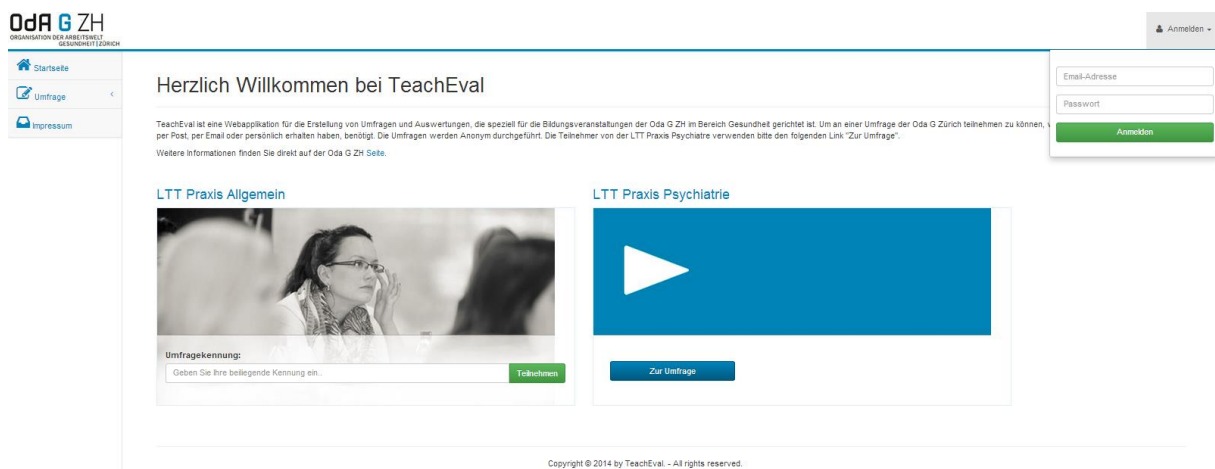 OdA G ZH
ORGANISATION DER ARBEITSWELT
GESUNDHEIT | ZÜRICH
Anmelden
Startseite
Umfrage
Impressum
Email-Adresse
Passwort
Anmelden
Herzlich Willkommen bei TeachEval
TeachEval ist eine Webapplikation für die Erstellung von Umfragen und Auswertungen, die speziell für die Bildungsveranstaltungen der Oda G ZH im Bereich Gesundheit gerichtet ist. Um an einer Umfrage der Oda G Zürich teilnehmen zu können,
per Post, per Email oder persönlich erhalten haben, benötigt. Die Umfragen werden Anonym durchgeführt. Die Teilnehmer von der LTT Praxis Psychiatre verwenden bitte den folgenden Link "Zur Umfrage".
Weitere Informationen finden Sie direkt auf der Oda G ZH Seite.
LTT Praxis Allgemein
Umfragekennung:
Geben Sie Ihre beiliegende Kennung ein..
Teilnehmen
LTT Praxis Psychiatrie
Zur Umfrage
Copyright © 2014 by TeachEval. - All rights reserved.